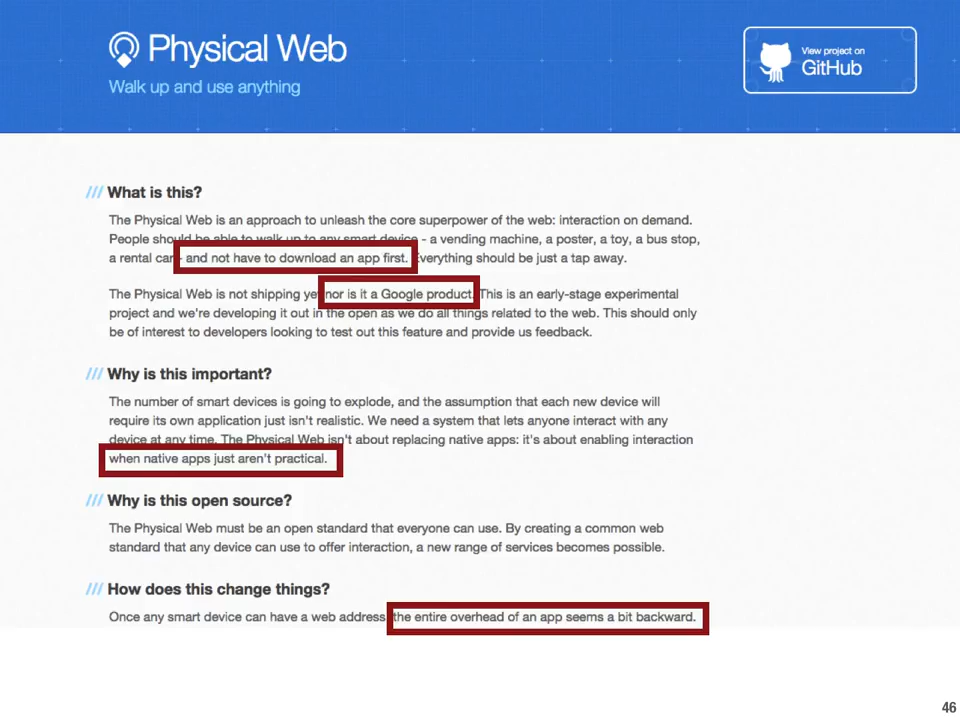 Physical Web
Walk up and use anything
View project on
GitHub
/// What is this?
The Physical Web is an approach to unleash the core superpower of the web: interaction on demand.
People should be able to walk up to any smart device - a vending machine, a poster, a toy, a bus stop,
a rental car - and not have to download an app first. Everything should be just a tap away.
The Physical Web is not shipping yet nor is it a Google product. This is an early-stage experimental
project and we're developing it out in the open as we do all things related to the web. This should only
be of interest to developers looking to test out this feature and provide us feedback.
/// Why is this important?
The number of smart devices is going to explode, and the assumption that each new device will
require its own application just isn't realistic. We need a system that lets anyone interact with any
device at any time. The Physical Web isn't about replacing native apps: it's about enabling interaction
when native apps just aren't practical.
/// Why is this open source?
The Physical Web must be an open standard that everyone can use. By creating a common web
standard that any device can use to offer interaction, a new range of services becomes possible.
/// How does this change things?
Once any smart device can have a web address, the entire overhead of an app seems a bit backward.
46